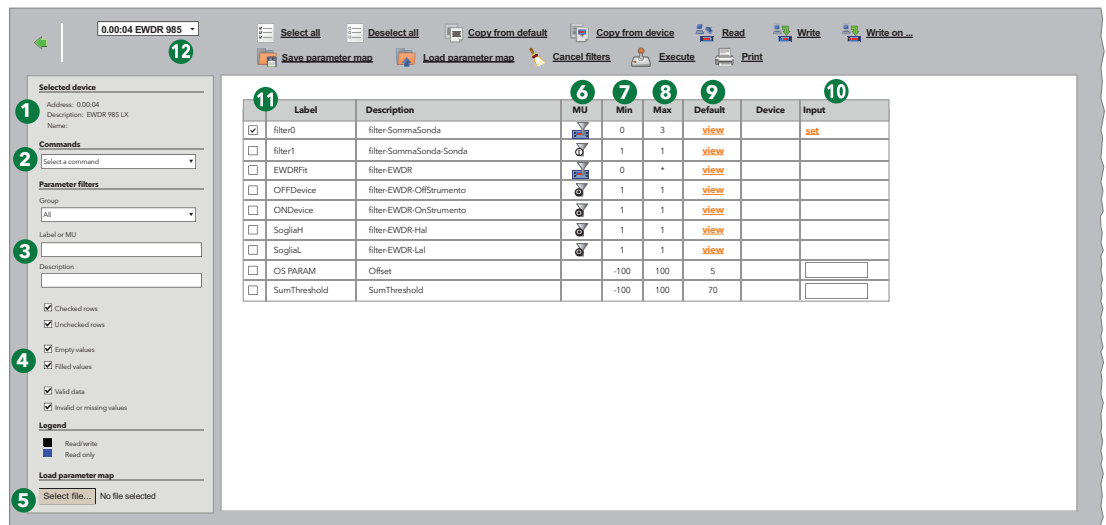 0.00:04 EWDR 985
12
Select all
Deselect all
Copy from default
Copy from device
Read
Write
Write on ...
Save parameter map
Load parameter map
Cancel filters
Execute
Print
Selected device
1
Address: 0.00:04
Description: EWDR 985 LX
Name:
Commands
2
Select a command
Parameter filters
Group
All
Label or MU
3
Description
Checked rows
Unchecked rows
4
Empty values
Filled values
Valid data
Invalid or missing values
Legend
Read/write
Read only
Load parameter map
5
Select file... No file selected
11 6 7 8 9 10
Label Description MU Min Max Default Device Input
filter0 filter-SommaSonda 0 3 view set
filter1 filter-SommaSonda-Sonda 1 1 view
EWDRFit filter-EWDR 0 * view
OFFDevice filter-EWDR-OffStrumento 1 1 view
ONDevice filter-EWDR-OnStrumento 1 1 view
SogliaH filter-EWDR-Hal 1 1 view
SogliaL filter-EWDR-Lal 1 1 view
OS PARAM Offset -100 100 5
SumThreshold SumThreshold -100 100 70